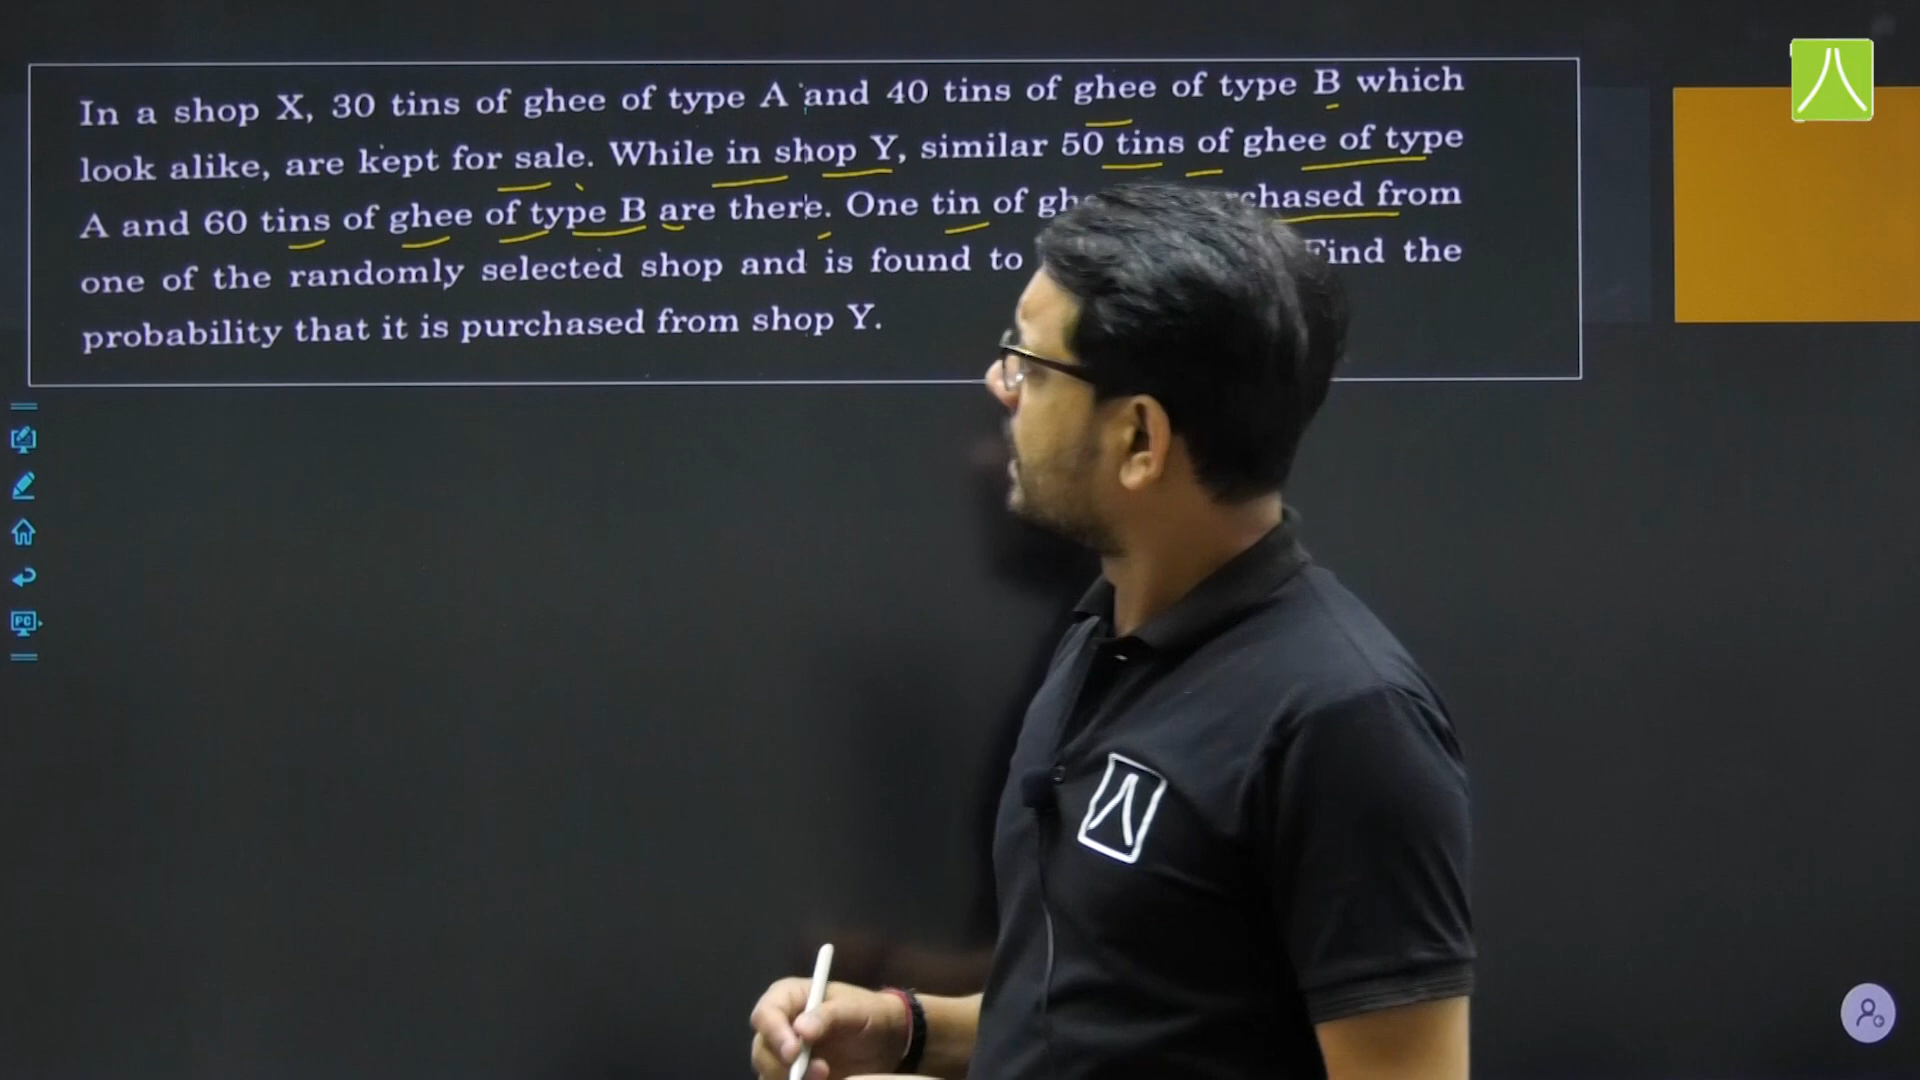 In a shop X, 30 tins of ghee of type A and 40 tins of ghee of type B which
look alike, are kept for sale. While in shop Y, similar 50 tins of ghee of type
A and 60 tins of ghee of type B are there. One tin of from
one of the randomly selected shop and is found to Find the
probability that it is purchased from shop Y.
PC